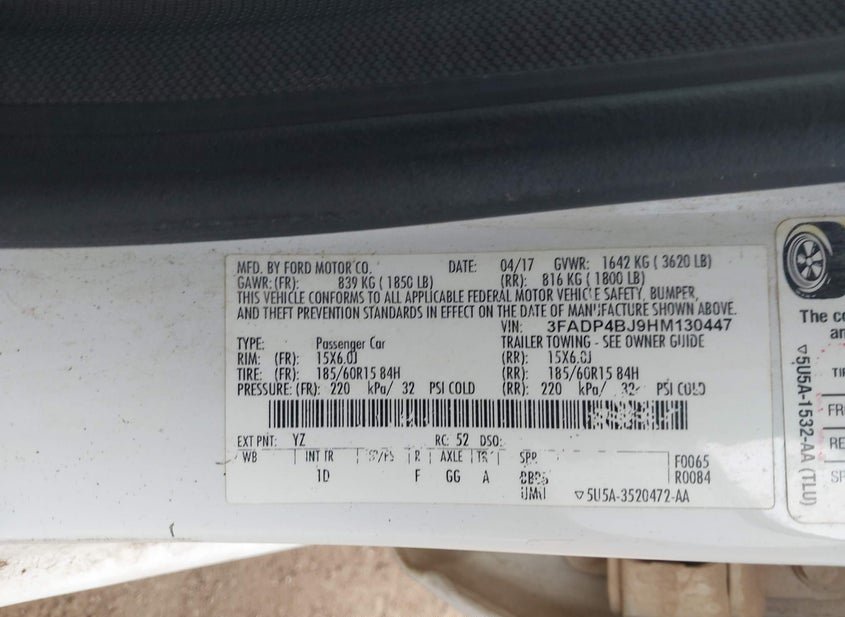 MFD. BY FORD MOTOR CO. DATE: 04/17 GVWR: 1642 KG ( 3620 LB)
GAWR: (FR): 839 KG ( 1850 LB) (RR): 816 KG ( 1800 LB)
THIS VEHICLE CONFORMS TO ALL APPLICABLE FEDERAL MOTOR VEHICLE SAFETY, BUMPER,
AND THEFT PREVENTION STANDARDS IN EFFECT ON THE DATE OF MANUFACTURE SHOWN ABOVE.
VIN: 3FADP4BJ9HM130447
TYPE: Passenger Car TRAILER TOWING - SEE OWNER GUIDE
RIM: (FR): 15X6.0J (RR): 15X6.0J
TIRE: (FR): 185/60R15 84H (RR): 185/60R15 84H
PRESSURE: (FR): 220 kPa/ 32 PSI COLD (RR): 220 kPa/ 32 PSI COLD
EXT PNT: YZ RC: 52 DSO:
WB INT TR R AXLE TR SPR F0065
1D F GG A R0084
5U5A-3520472-AA
The
5U5A-1532-AA (TLU)